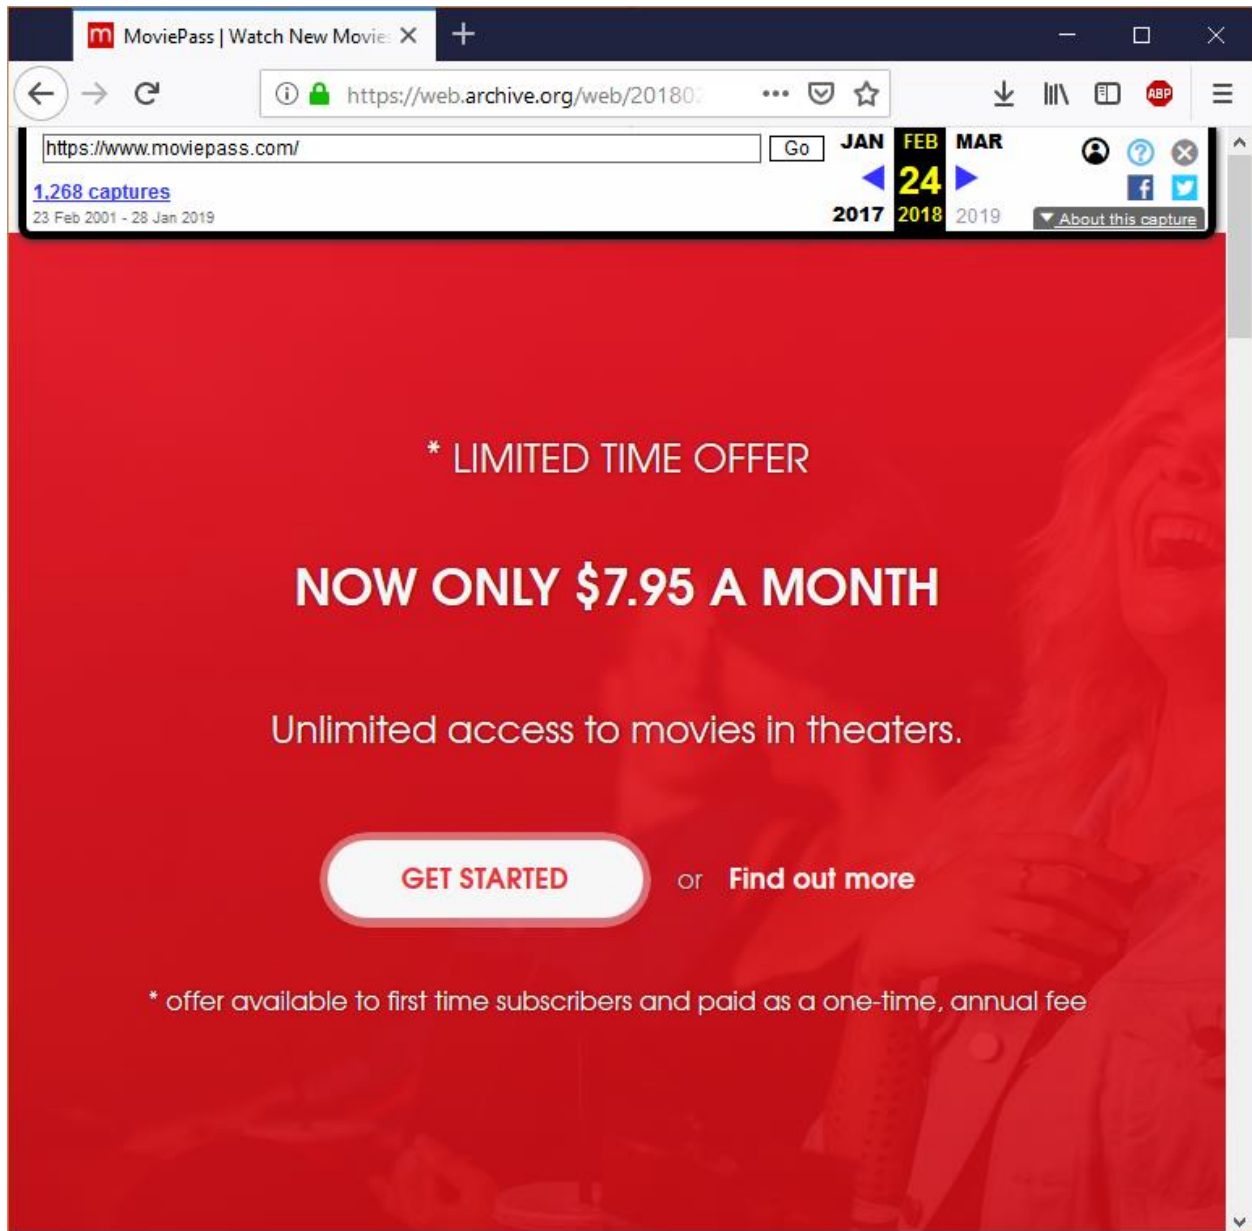 MoviePass | Watch New Movie
https://web.archive.org/web/20180
ABP
https://www.moviepass.com/ Go JAN FEB MAR
1,268 captures 24
23 Feb 2001 - 28 Jan 2019 2017 2018 2019 About this capture
* LIMITED TIME OFFER
NOW ONLY $7.95 A MONTH
Unlimited access to movies in theaters.
GET STARTED or Find out more
* offer available to first time subscribers and paid as a one-time, annual fee